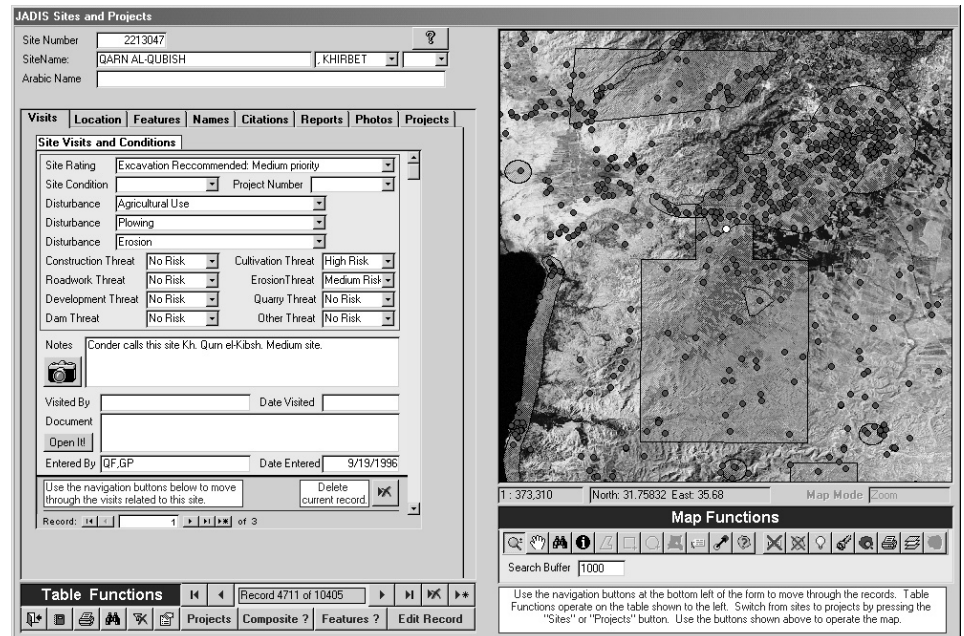 JADIS Sites and Projects
Site Number 2213047 ?
SiteName: QARN AL-QUBISH , KHIRBET
Arabic Name
Visits Location Features Names Citations Reports Photos Projects
Site Visits and Conditions
Site Rating Excavation Reccommended: Medium priority
Site Condition Project Number
Disturbance Agricultural Use
Disturbance Plowing
Disturbance Erosion
Construction Threat No Risk Cultivation Threat High Risk
Roadwork Threat No Risk ErosionThreat Medium Risk
Development Threat No Risk Quarry Threat No Risk
Dam Threat No Risk Other Threat No Risk
Notes Conder calls this site Kh. Qurn el-Kibsh. Medium site.
Visited By Date Visited
Document
Open It!
Entered By QF,GP Date Entered 9/19/1996
Use the navigation buttons below to move
through the visits related to this site.
Delete
current record.
Record: 1 of 3
Table Functions Record 4711 of 10405
Projects Composite ? Features ? Edit Record
1 : 373,310 North: 31.75832 East: 35.68 Map Mode Zoom
Map Functions
Search Buffer 1000
Use the navigation buttons at the bottom left of the form to move through the records. Table
Functions operate on the table shown to the left. Switch from sites to projects by pressing the
"Sites" or "Projects" button. Use the buttons shown above to operate the map.